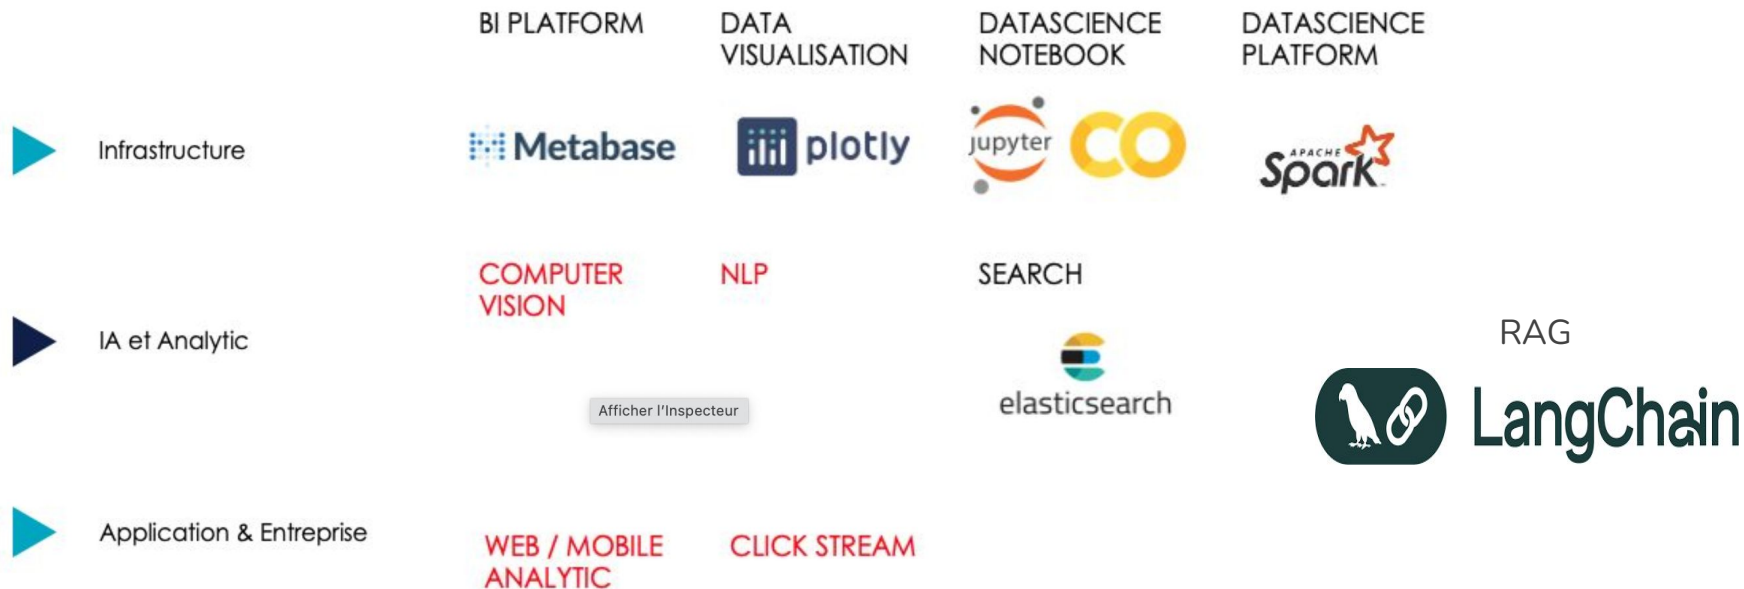 BI PLATFORM
DATA
VISUALISATION
DATASCIENCE
NOTEBOOK
DATASCIENCE
PLATFORM
Infrastructure
Metabase
plotly
jupyter
CO
APACHE
Spark
COMPUTER
VISION
NLP
SEARCH
IA et Analytic
elasticsearch
Afficher l'Inspecteur
RAG
LangChain
Application & Entreprise
WEB / MOBILE
ANALYTIC
CLICK STREAM